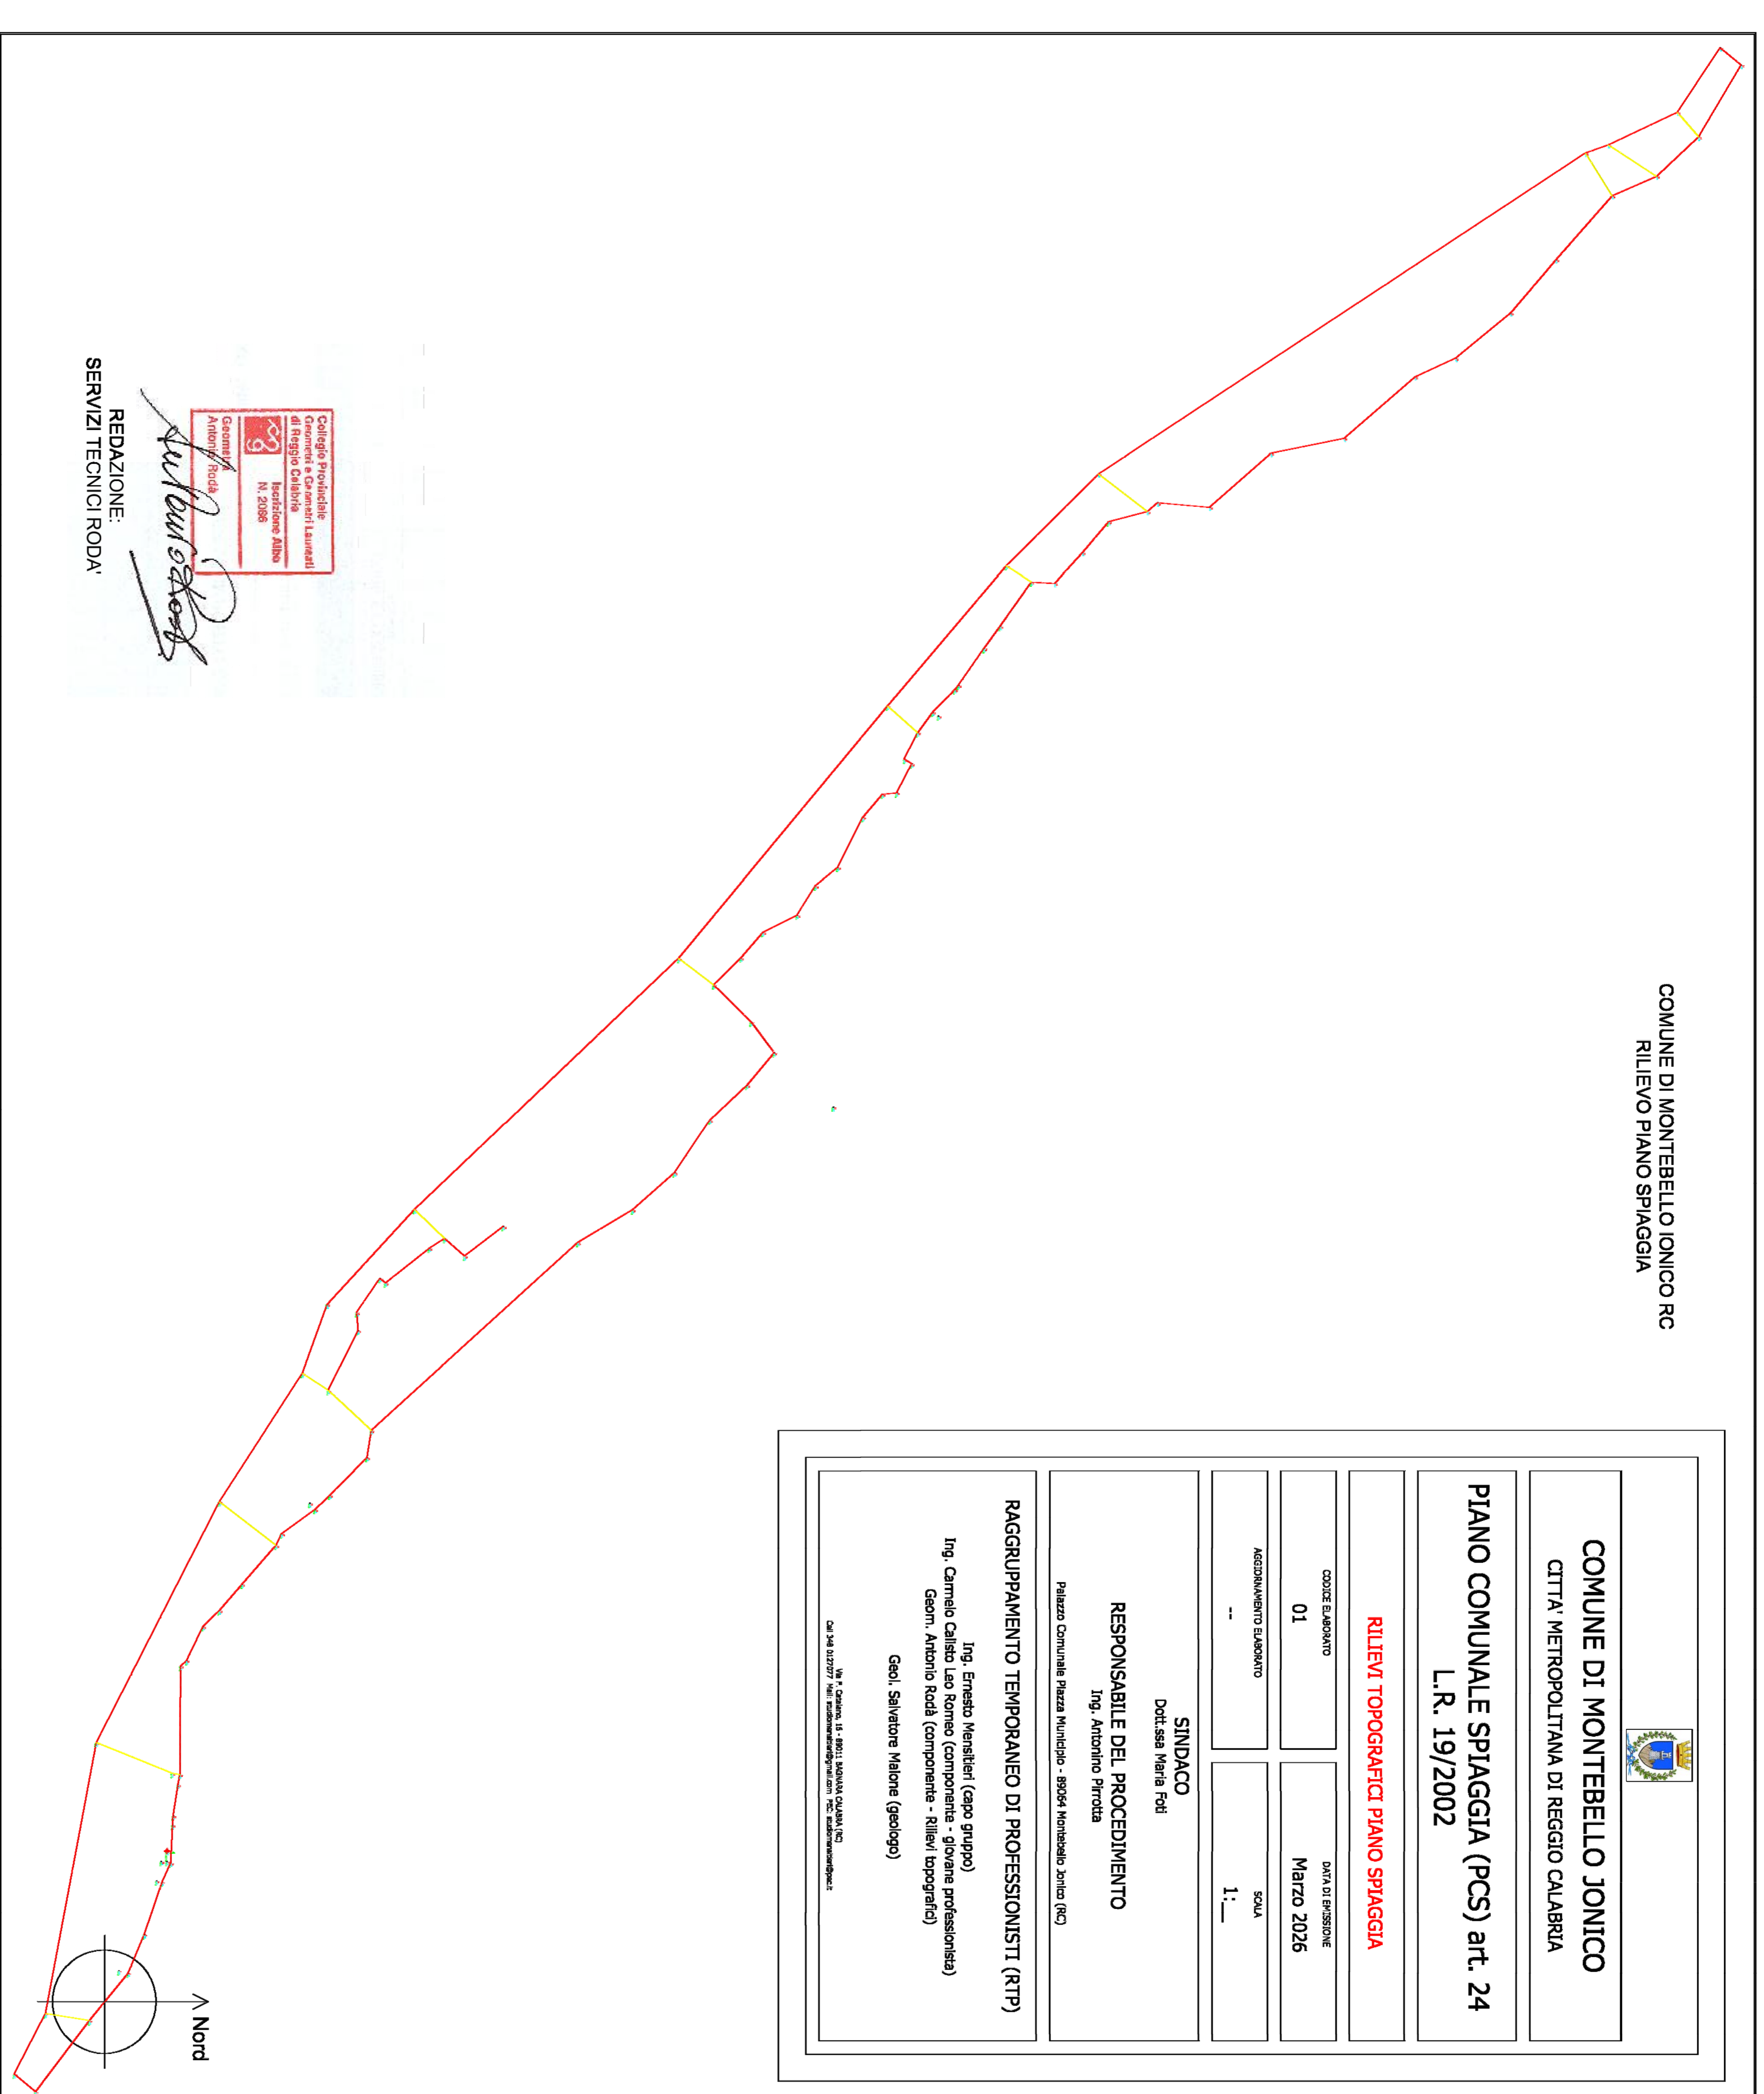 COMUNE DI MONTEBELLO IONICO RC
RILIEVO PIANO SPIAGGIA
COMUNE DI MONTEBELLO JONICO
CITTA' METROPOLITANA DI REGGIO CALABRIA
PIANO COMUNALE SPIAGGIA (PCS) art. 24
L.R. 19/2002
RILIEVI TOPOGRAFICI PIANO SPIAGGIA
CODICE ELABORATO
01
DATA DI EMISSIONE
Marzo 2026
AGGIORNAMENTO ELABORATO
--
SCALA
1:__
SINDACO
Dott.ssa Maria Foti
RESPONSABILE DEL PROCEDIMENTO
Ing. Antonino Pirrotta
Palazzo Comunale Piazza Municipio - 89064 Montebello Jonico (RC)
RAGGRUPPAMENTO TEMPORANEO DI PROFESSIONISTI (RTP)
Ing. Ernesto Mensitieri (capo gruppo)
Ing. Carmelo Calisto Leo Romeo (componente - giovane professionista)
Geom. Antonio Rodà (componente - Rilievi topografici)
Geol. Salvatore Maione (geologo)
Cell 348 0127077
Collegio Provinciale
Geometri e Geometri Laureati
di Reggio Calabria
Iscrizione Albo
N. 2086
Geometra
Antonio Rodà
REDAZIONE:
SERVIZI TECNICI RODA'
Nord